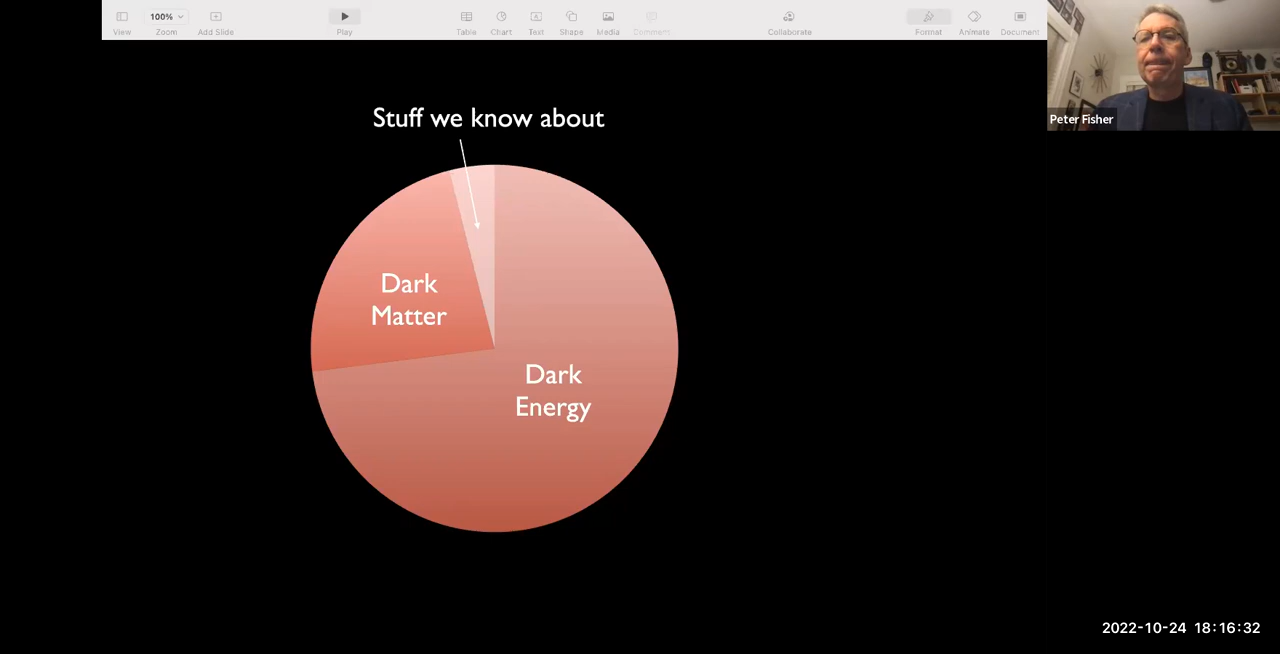 100%
View Zoom Add Slide Play Table Chart Text Shape Media Comment Collaborate Format Animate Document
Peter Fisher
Stuff we know about
Dark
Matter
Dark
Energy
2022-10-24 18:16:32